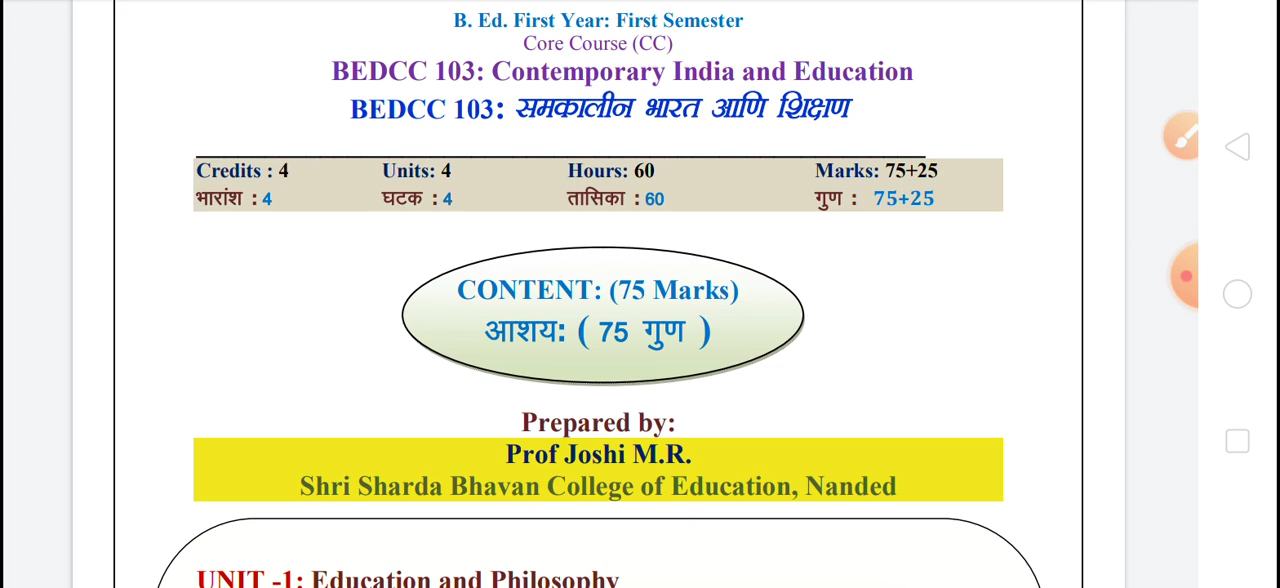 B. Ed. First Year: First Semester
Core Course (CC)
BEDCC 103: Contemporary India and Education
BEDCC 103: समकालीन भारत आणि शिक्षण
Credits : 4 Units: 4 Hours: 60 Marks: 75+25
भारांश : 4 घटक : 4 तासिका : 60 गुण : 75+25
CONTENT: (75 Marks)
आशय: ( 75 गुण )
Prepared by:
Prof Joshi M.R.
Shri Sharda Bhavan College of Education, Nanded
UNIT -1: Education and Philosophy